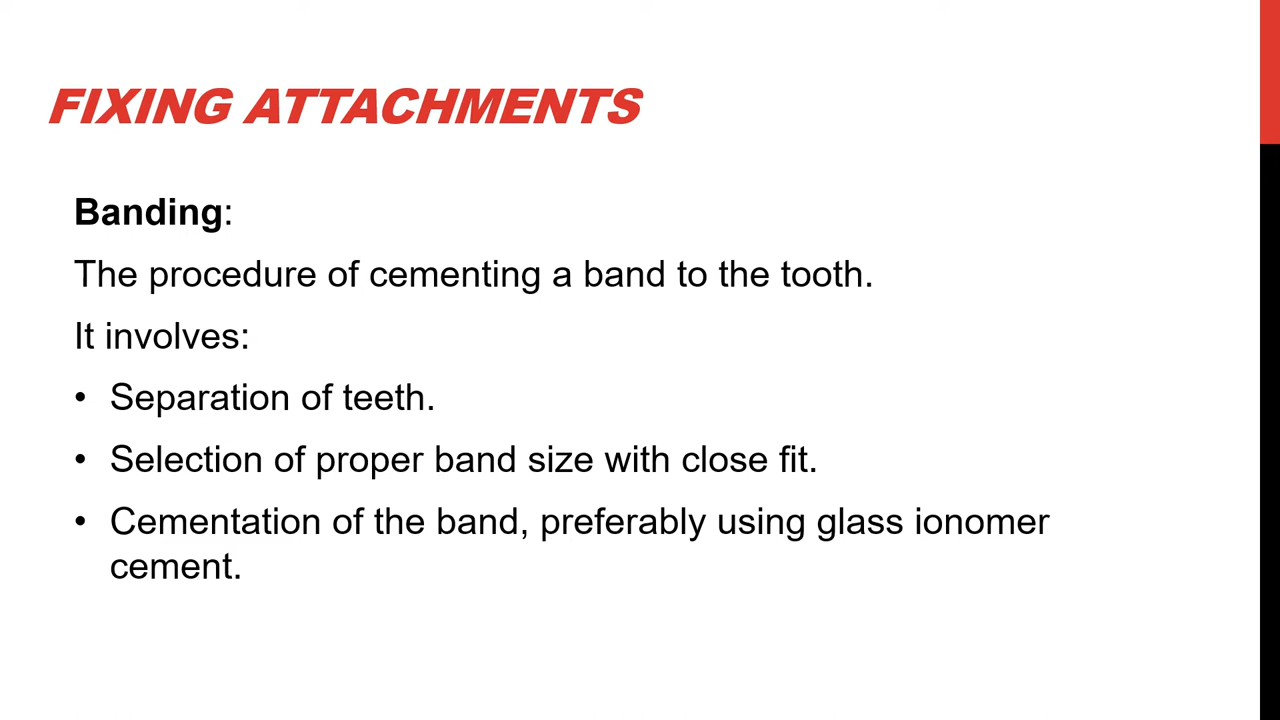 FIXING ATTACHMENTS
Banding:
The procedure of cementing a band to the tooth.
It involves:
• Separation of teeth.
• Selection of proper band size with close fit.
• Cementation of the band, preferably using glass ionomer
cement.